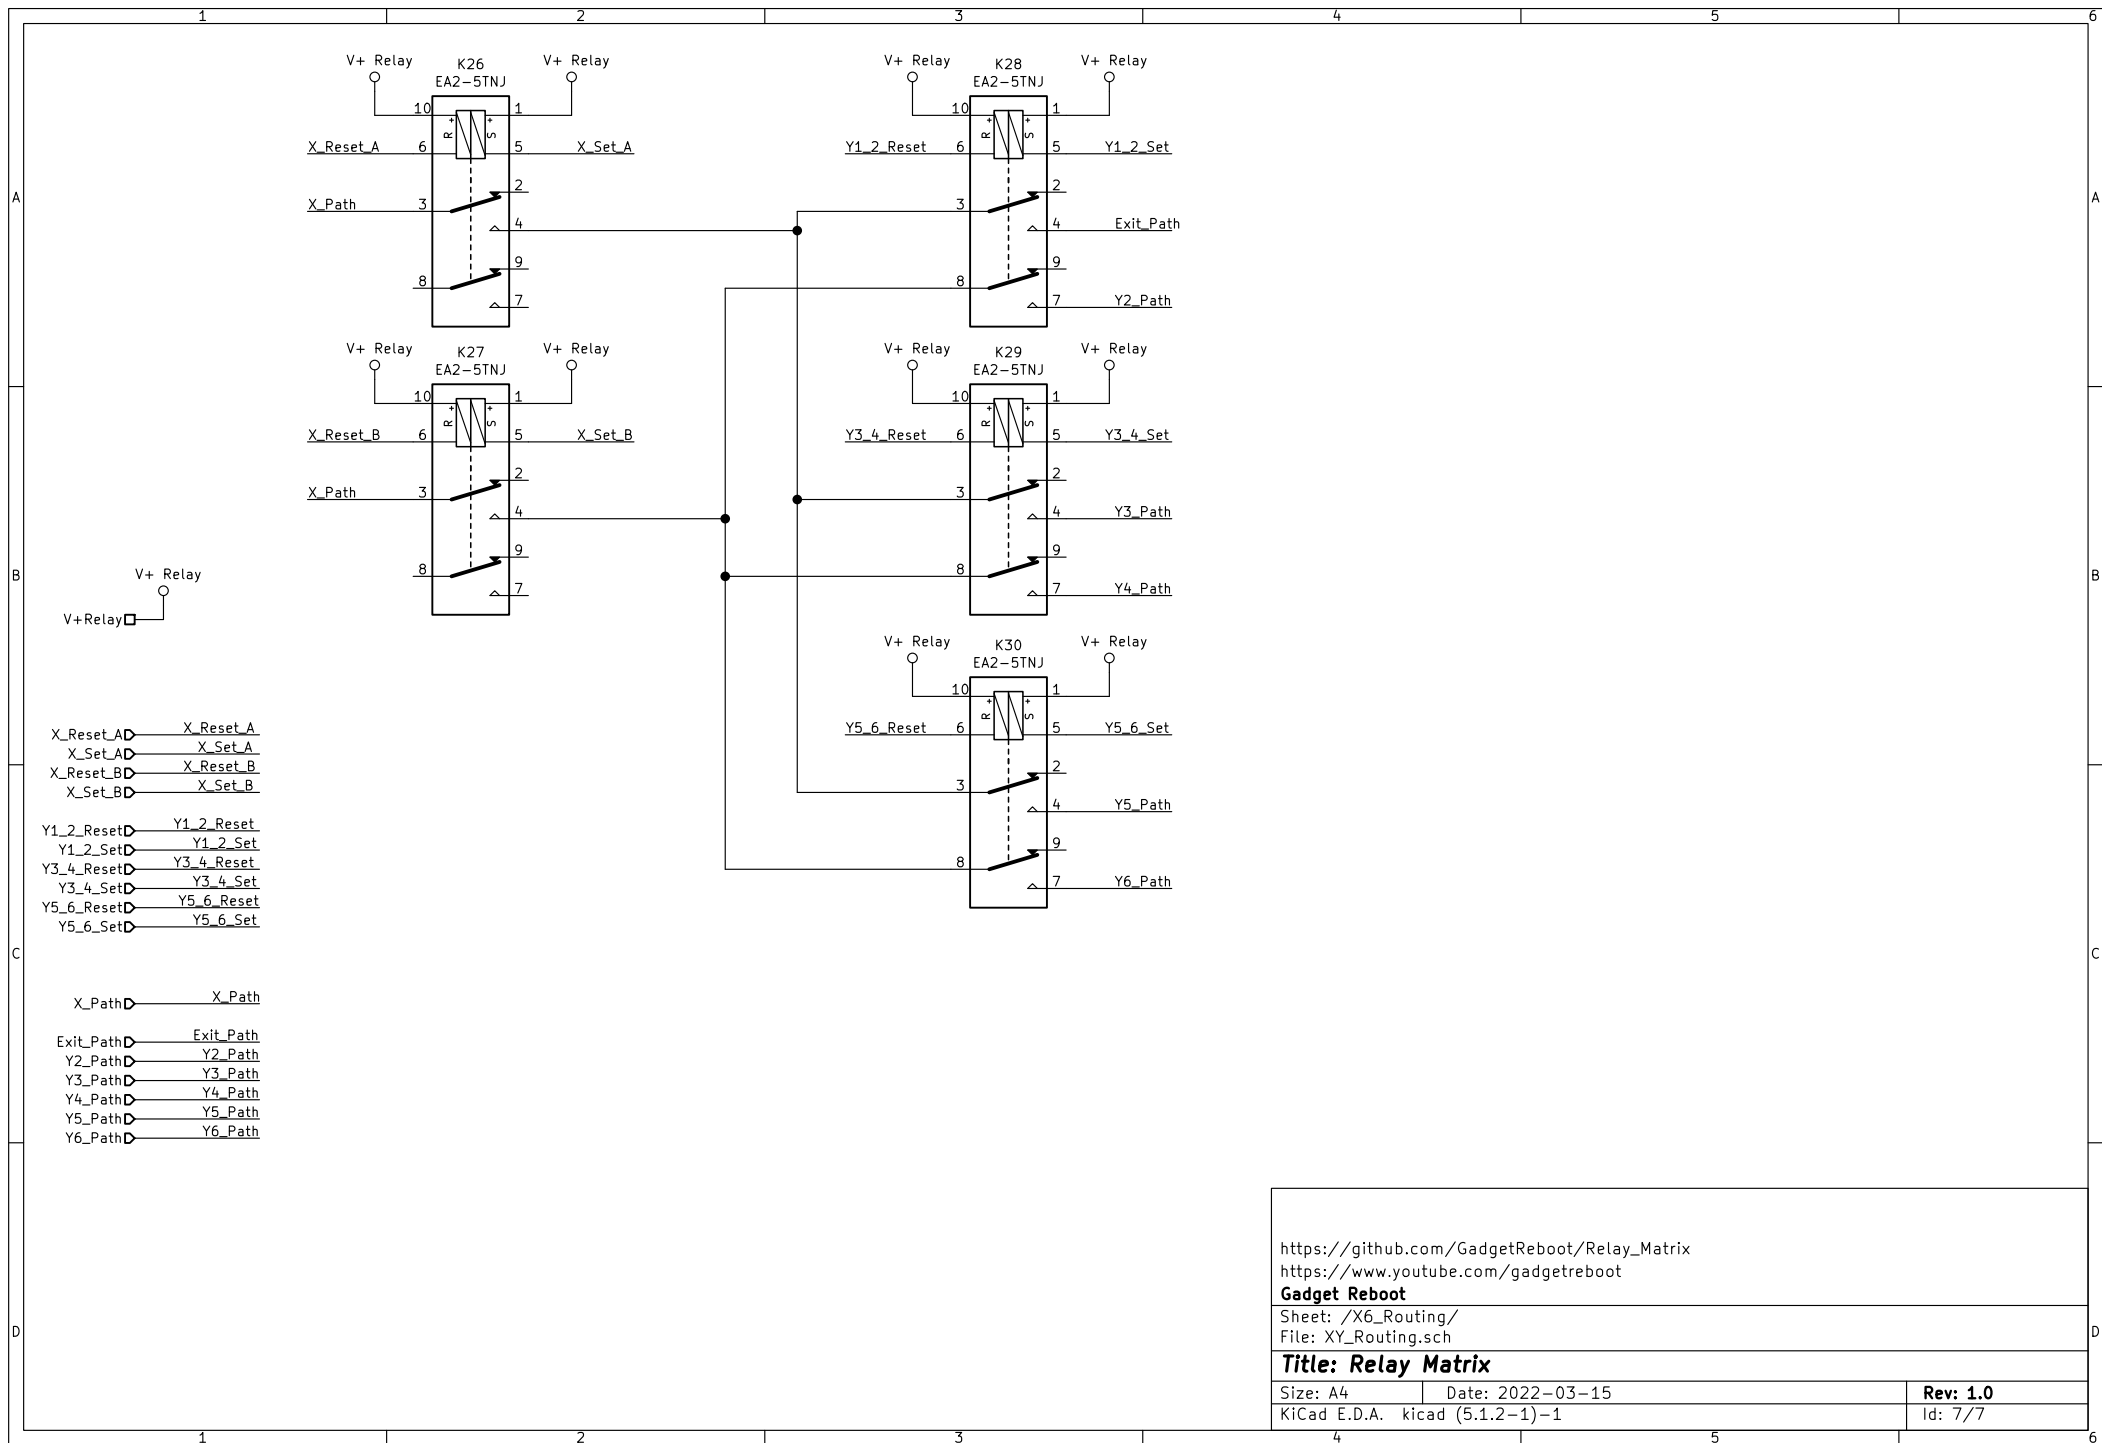 1 2 3 4 5 6
V+ Relay K26 V+ Relay V+ Relay K28 V+ Relay
EA2-5TNJ EA2-5TNJ
10 1 10 1
+ + + +
R S R S
X_Reset_A 6 5 X_Set_A Y1_2_Reset 6 5 Y1_2_Set
2 2
A X_Path 3 3 A
4 4 Exit_Path
9 9
8 8
7 7 Y2_Path
V+ Relay K27 V+ Relay V+ Relay K29 V+ Relay
EA2-5TNJ EA2-5TNJ
10 1 10 1
+ + + +
R S R S
X_Reset_B 6 5 X_Set_B Y3_4_Reset 6 5 Y3_4_Set
2 2
X_Path 3 3
4 4 Y3_Path
9 9
B V+ Relay 8 8 B
7 7 Y4_Path
V+Relay
V+ Relay K30 V+ Relay
EA2-5TNJ
10 1
+ +
R S
Y5_6_Reset 6 5 Y5_6_Set
2
3
4 Y5_Path
9
8
7 Y6_Path
X_Reset_A X_Reset_A
X_Set_A X_Set_A
X_Reset_B X_Reset_B
X_Set_B X_Set_B
Y1_2_Reset Y1_2_Reset
Y1_2_Set Y1_2_Set
Y3_4_Reset Y3_4_Reset
Y3_4_Set Y3_4_Set
Y5_6_Reset Y5_6_Reset
Y5_6_Set Y5_6_Set
C C
X_Path X_Path
Exit_Path Exit_Path
Y2_Path Y2_Path
Y3_Path Y3_Path
Y4_Path Y4_Path
Y5_Path Y5_Path
Y6_Path Y6_Path
https://github.com/GadgetReboot/Relay_Matrix
https://www.youtube.com/gadgetreboot
Gadget Reboot
Sheet: /X6_Routing/
D D
File: XY_Routing.sch
Title: Relay Matrix
Size: A4 Date: 2022-03-15 Rev: 1.0
KiCad E.D.A. kicad (5.1.2-1)-1 Id: 7/7
1 2 3 4 5 6